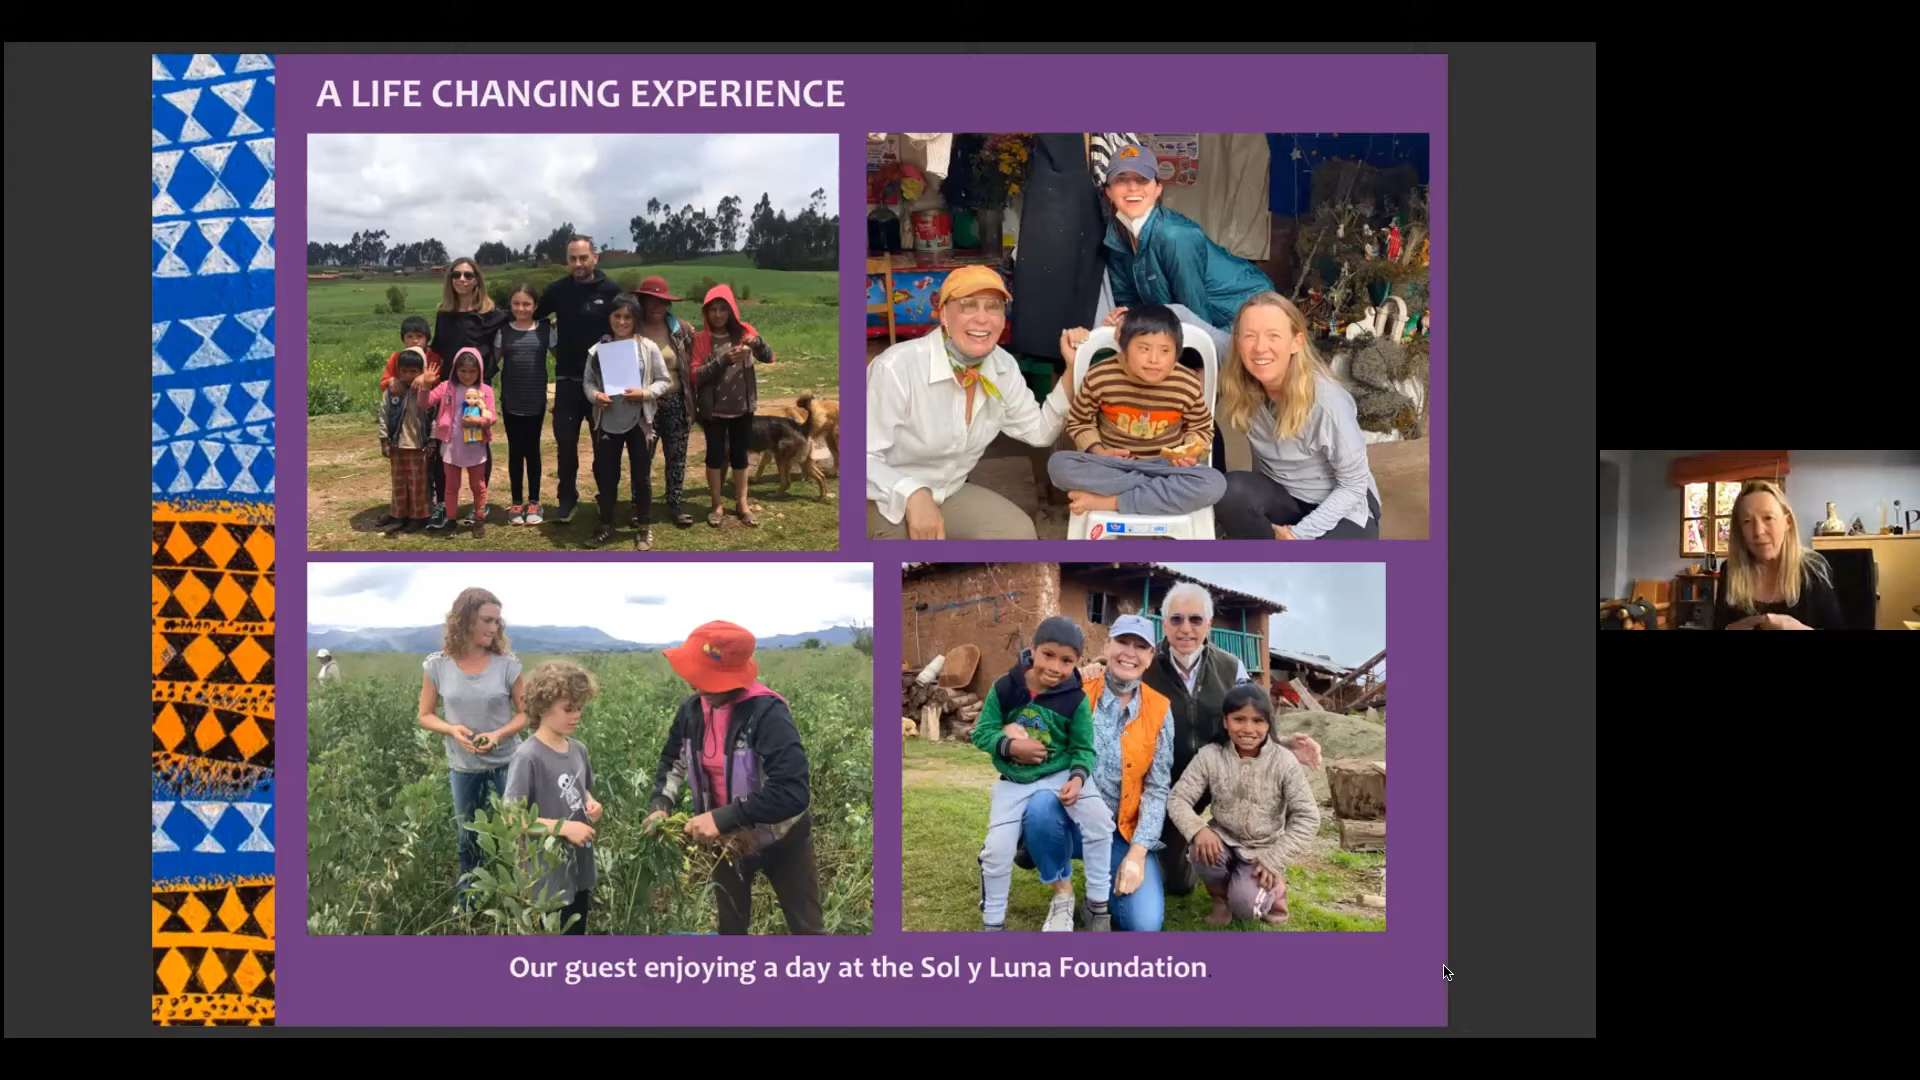 A LIFE CHANGING EXPERIENCE
Our guest enjoying a day at the Sol y Luna Foundation.